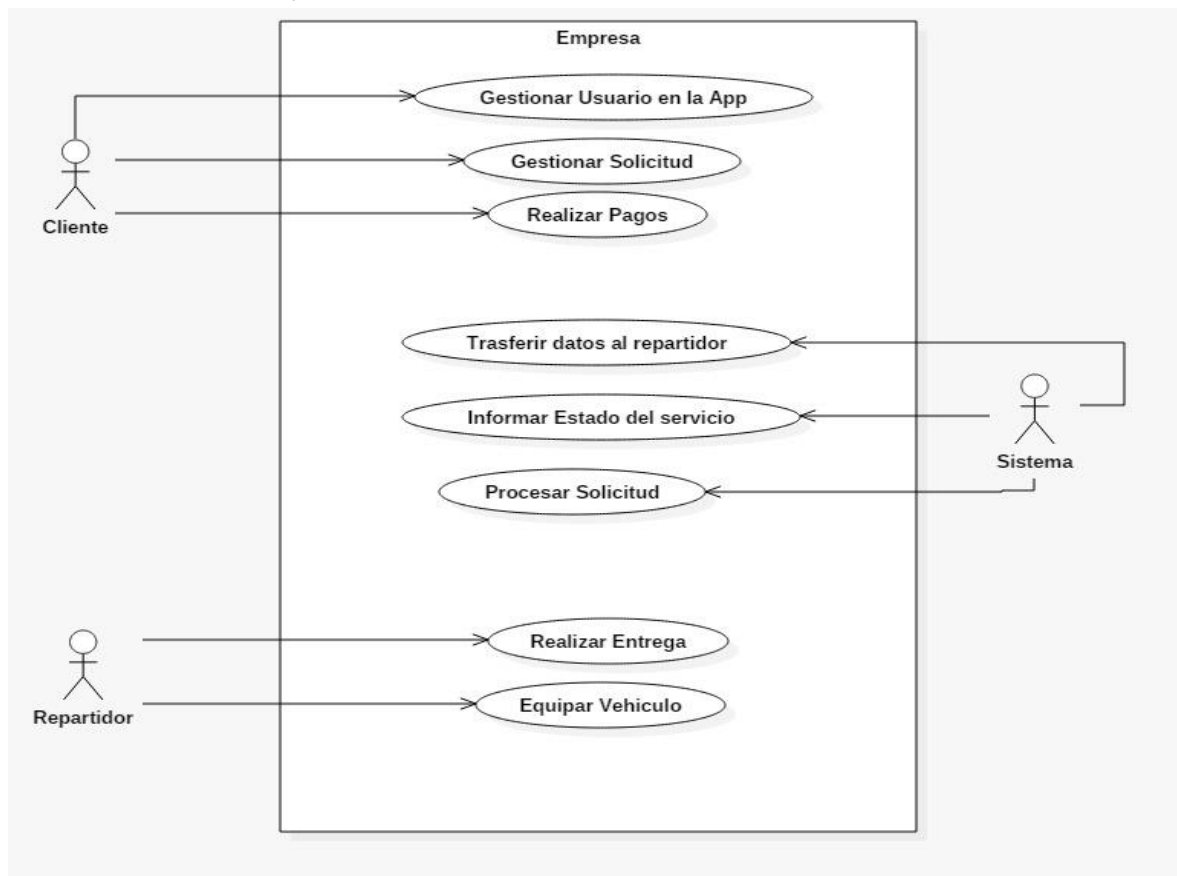 Empresa
Gestionar Usuario en la App
Gestionar Solicitud
Realizar Pagos
Cliente
Trasferir datos al repartidor
Informar Estado del servicio
Sistema
Procesar Solicitud
Realizar Entrega
Equipar Vehiculo
Repartidor